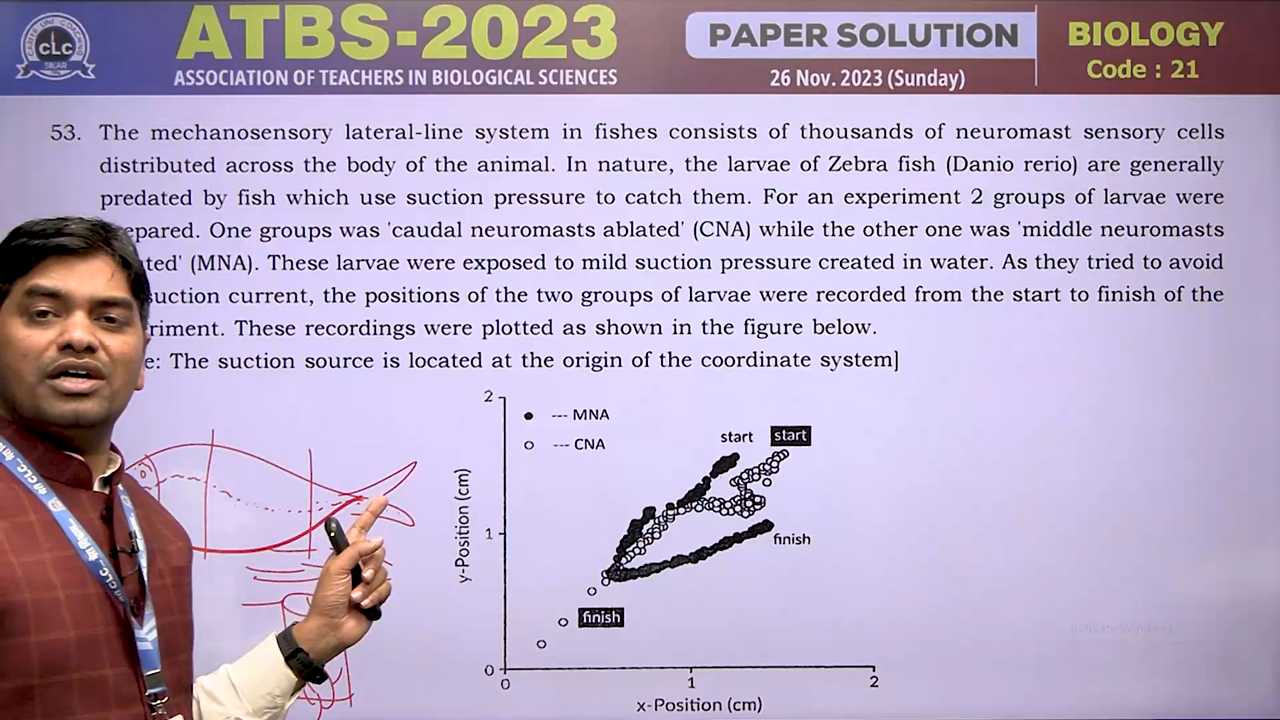 CLC
SIKAR
ATBS-2023
ASSOCIATION OF TEACHERS IN BIOLOGICAL SCIENCES
PAPER SOLUTION
26 Nov. 2023 (Sunday)
BIOLOGY
Code : 21
53. The mechanosensory lateral-line system in fishes consists of thousands of neuromast sensory cells
distributed across the body of the animal. In nature, the larvae of Zebra fish (Danio rerio) are generally
predated by fish which use suction pressure to catch them. For an experiment 2 groups of larvae were
epared. One groups was 'caudal neuromasts ablated' (CNA) while the other one was 'middle neuromasts
ted' (MNA). These larvae were exposed to mild suction pressure created in water. As they tried to avoid
suction current, the positions of the two groups of larvae were recorded from the start to finish of the
riment. These recordings were plotted as shown in the figure below.
e: The suction source is located at the origin of the coordinate system]
2
--- MNA
--- CNA
start
start
y-Position (cm)
1
finish
finish
0
0
1
2
x-Position (cm)
CLC